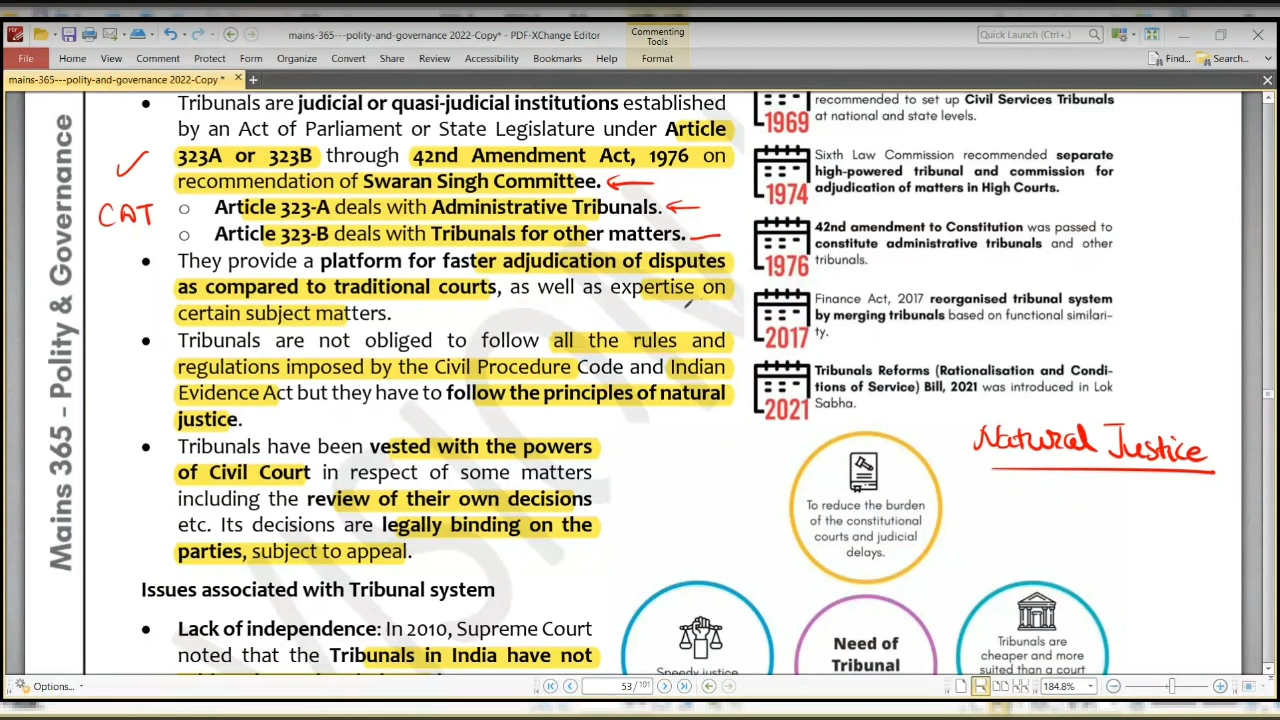 mains-365---polity-and-governance 2022-Copy* - PDF-XChange Editor
Commenting Tools
Quick Launch (Ctrl+.)
File Home View Comment Protect Form Organize Convert Share Review Accessibility Bookmarks Help Format
Find...
Search...
mains-365---polity-and-governance 2022-Copy *
Mains 365 - Polity & Governance
• Tribunals are judicial or quasi-judicial institutions established
by an Act of Parliament or State Legislature under Article
323A or 323B through 42nd Amendment Act, 1976 on
recommendation of Swaran Singh Committee.
CAT
o Article 323-A deals with Administrative Tribunals.
o Article 323-B deals with Tribunals for other matters.
• They provide a platform for faster adjudication of disputes
as compared to traditional courts, as well as expertise on
certain subject matters.
• Tribunals are not obliged to follow all the rules and
regulations imposed by the Civil Procedure Code and Indian
Evidence Act but they have to follow the principles of natural
justice.
• Tribunals have been vested with the powers
of Civil Court in respect of some matters
including the review of their own decisions
etc. Its decisions are legally binding on the
parties, subject to appeal.
Issues associated with Tribunal system
• Lack of independence: In 2010, Supreme Court
noted that the Tribunals in India have not
1969
recommended to set up Civil Services Tribunals
at national and state levels.
1974
Sixth Law Commission recommended separate
high-powered tribunal and commission for
adjudication of matters in High Courts.
1976
42nd amendment to Constitution was passed to
constitute administrative tribunals and other
tribunals.
2017
Finance Act, 2017 reorganised tribunal system
by merging tribunals based on functional similari-
ty.
2021
Tribunals Reforms (Rationalisation and Condi-
tions of Service) Bill, 2021 was introduced in Lok
Sabha.
Natural Justice
To reduce the burden
of the constitutional
courts and judicial
delays.
Speedy justice
Need of
Tribunal
Tribunals are
cheaper and more
suited than a court
VISION
Options...
53 / 101
184.8%